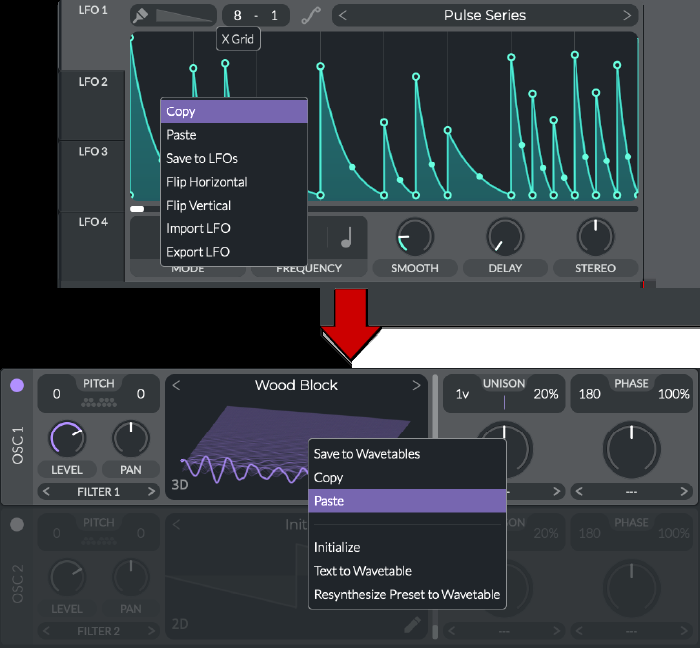 LFO 1
8 - 1
< Pulse Series >
X Grid
LFO 2
LFO 3
LFO 4
Copy
Paste
Save to LFOs
Flip Horizontal
Flip Vertical
Import LFO
Export LFO
MODE
FREQUENCY
SMOOTH
DELAY
STEREO
OSC 1
PITCH
0 0
LEVEL
PAN
< FILTER 1 >
< Wood Block >
3D
UNISON
1v 20%
PHASE
180 100%
--- >
< --- >
Save to Wavetables
Copy
Paste
Initialize
Text to Wavetable
Resynthesize Preset to Wavetable
OSC 2
PITCH
0 0
LEVEL
PAN
< FILTER 2 >
< Init
2D
UNISON
20%
PHASE
180 100%
< --- >
< --- >